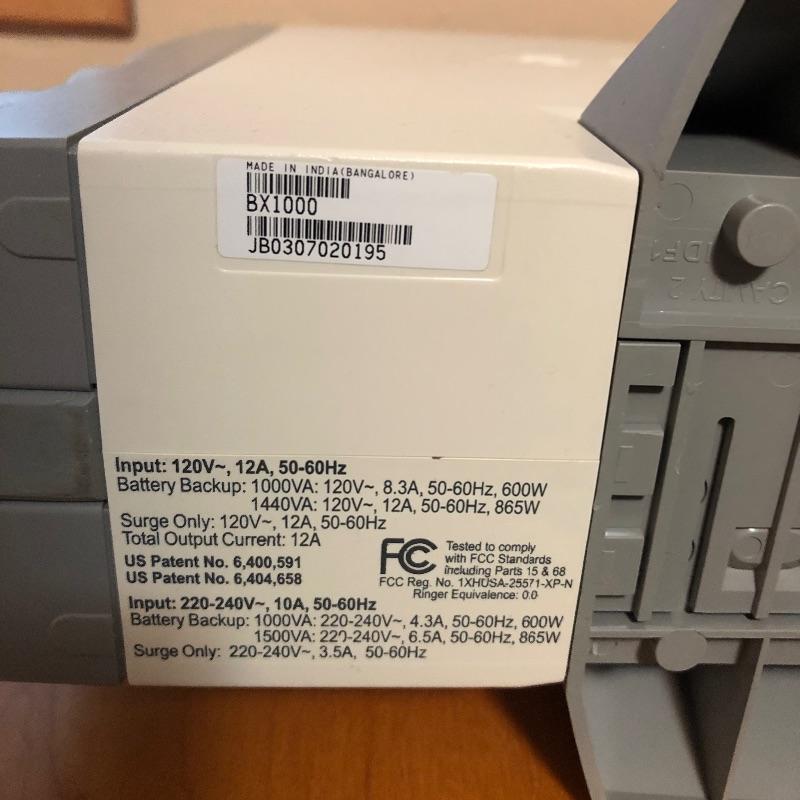 MADE IN INDIA(BANGALORE)
BX1000
JB0307020195
Input: 120V~, 12A, 50-60Hz
Battery Backup: 1000VA: 120V~, 8.3A, 50-60Hz, 600W
1440VA: 120V~, 12A, 50-60Hz, 865W
Surge Only: 120V~, 12A, 50-60Hz
Total Output Current: 12A
US Patent No. 6,400,591
US Patent No. 6,404,658
FC
Tested to comply
with FCC Standards
including Parts 15 & 68
FCC Reg. No. 1XHUSA-25571-XP-N
Ringer Equivalence: 0.0
Input: 220-240V~, 10A, 50-60Hz
Battery Backup: 1000VA: 220-240V~, 4.3A, 50-60Hz, 600W
1500VA: 220-240V~, 6.5A, 50-60Hz, 865W
Surge Only: 220-240V~, 3.5A, 50-60Hz
CAVITY 2